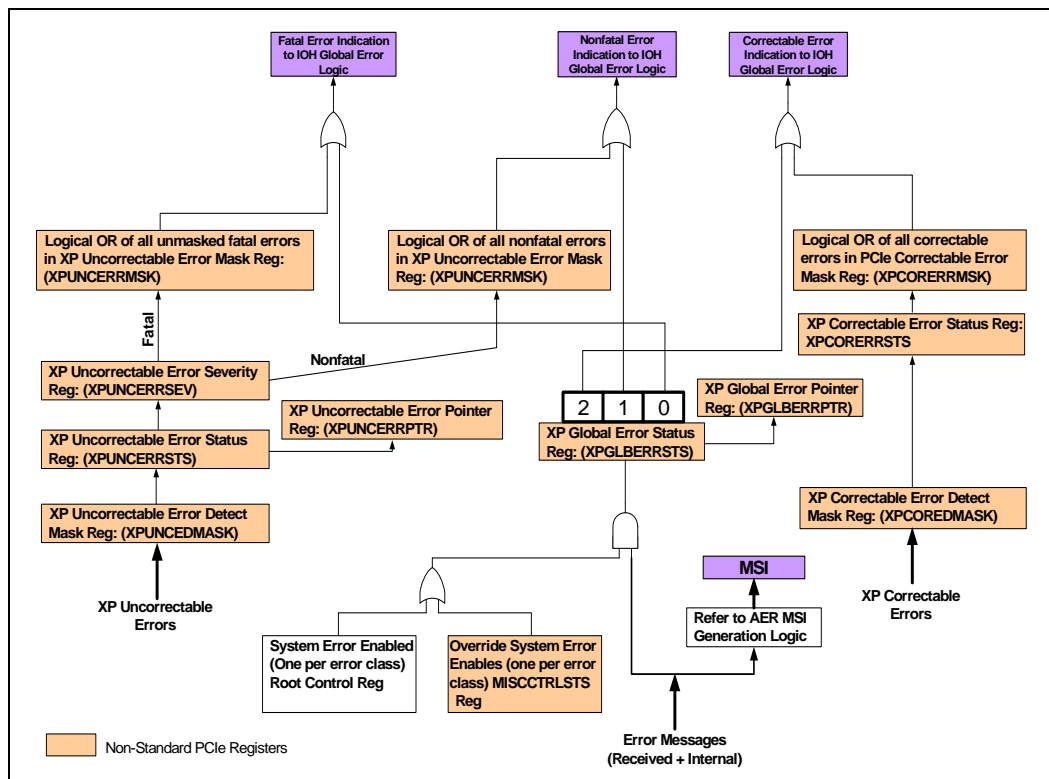 Fatal Error Indication
to IOH Global Error
Logic
Nonfatal Error
Indication to IOH
Global Error Logic
Correctable Error
Indication to IOH
Global Error Logic
Logical OR of all unmasked fatal errors
in XP Uncorrectable Error Mask Reg:
(XPUNCERRMSK)
Logical OR of all nonfatal errors
in XP Uncorrectable Error Mask
Reg: (XPUNCERRMSK)
Logical OR of all correctable
errors in PCIe Correctable Error
Mask Reg: (XPCORERRMSK)
Fatal
Nonfatal
XP Correctable Error Status Reg:
XPCORERRSTS
XP Uncorrectable Error Severity
Reg: (XPUNCERRSEV)
XP Uncorrectable Error Pointer
Reg: (XPUNCERRPTR)
2 1 0
XP Global Error Pointer
Reg: (XPGLBERRPTR)
XP Uncorrectable Error Status
Reg: (XPUNCERRSTS)
XP Global Error Status
Reg: (XPGLBERRSTS)
XP Uncorrectable Error Detect
Mask Reg: (XPUNCEDMASK)
XP Correctable Error Detect
Mask Reg: (XPCOREDMASK)
XP Uncorrectable
Errors
MSI
XP Correctable
Errors
Refer to AER MSI
Generation Logic
System Error Enabled
(One per error class)
Root Control Reg
Override System Error
Enables (one per error
class) MISCCTRLSTS
Reg
Error Messages
(Received + Internal)
Non-Standard PCIe Registers